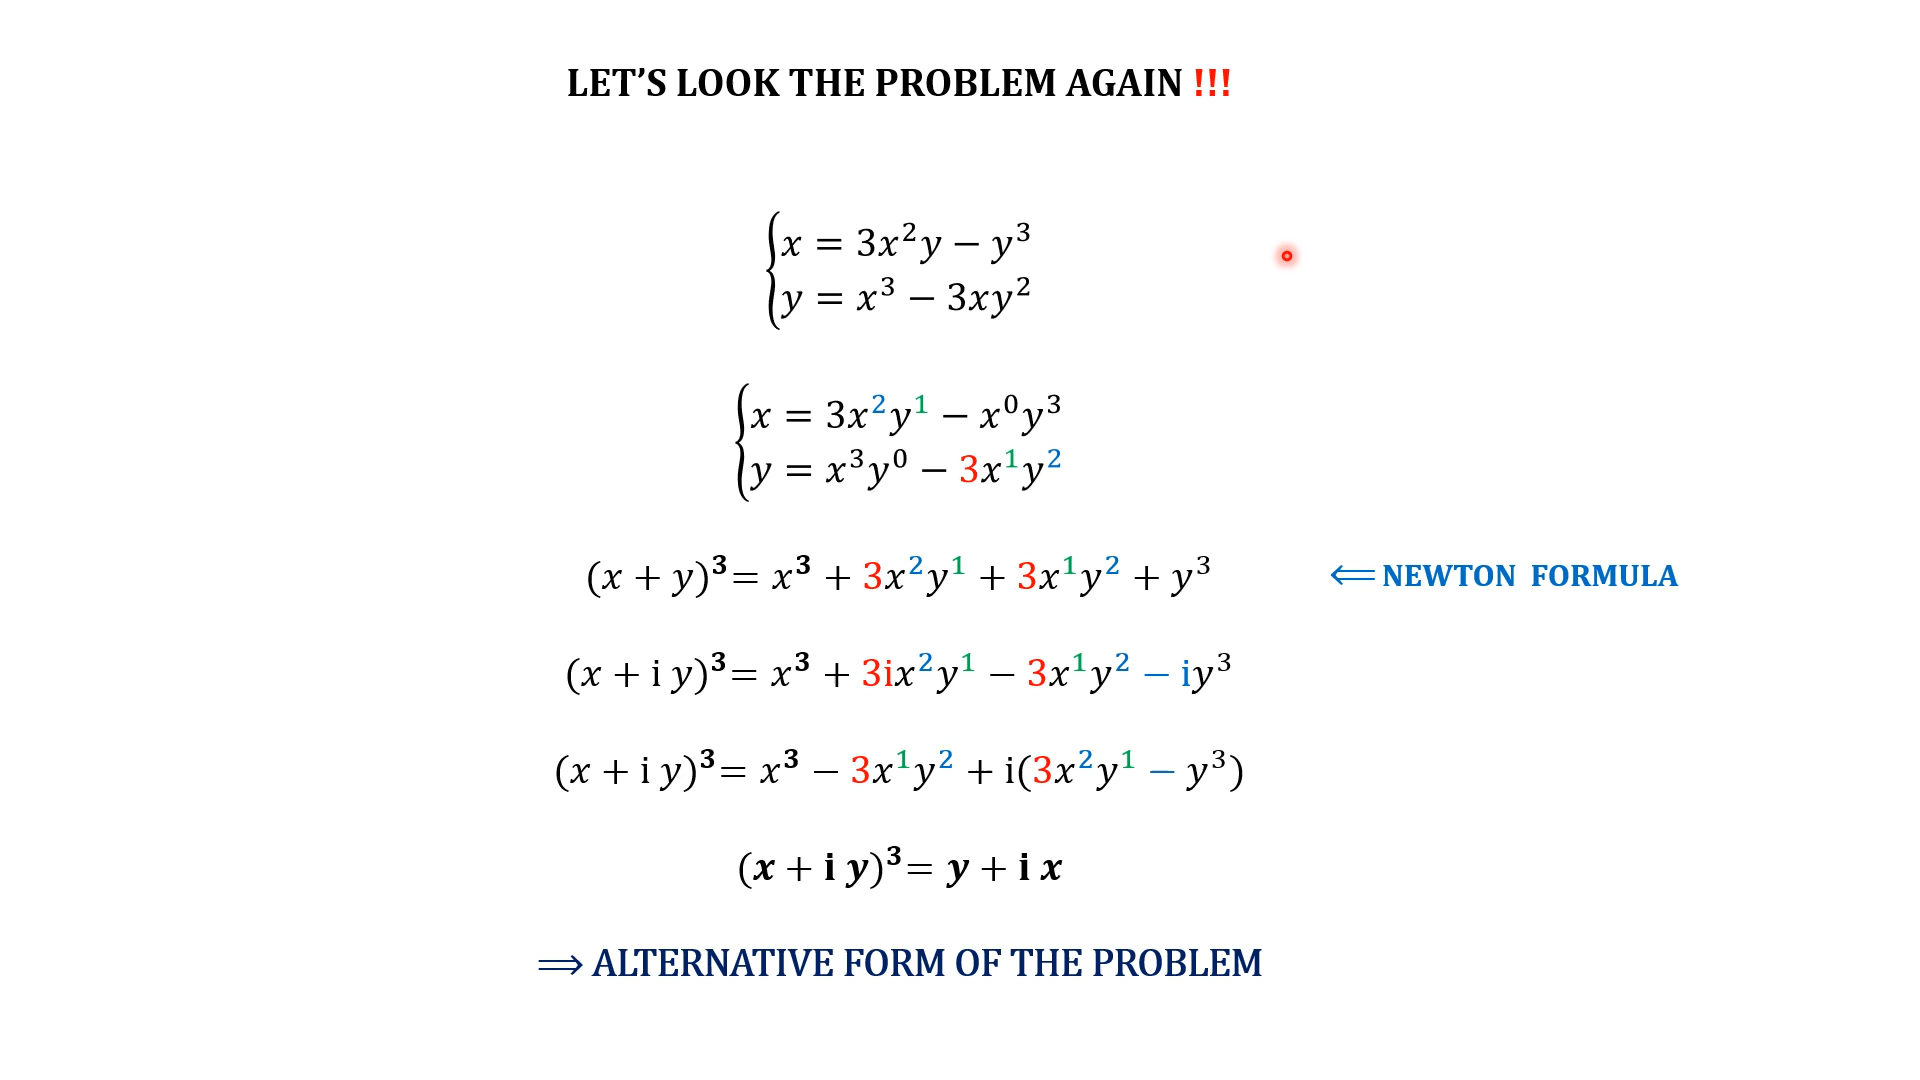 LET’S LOOK THE PROBLEM AGAIN !!!
x = 3x²y − y³
y = x³ − 3xy²
x = 3x²y¹ − x⁰y³
y = x³y⁰ − 3x¹y²
(x + y)³= x³ + 3x²y¹ + 3x¹y² + y³ ⟸ NEWTON FORMULA
(x + i y)³= x³ + 3ix²y¹ − 3x¹y² − iy³
(x + i y)³= x³ − 3x¹y² + i(3x²y¹ − y³)
(x + i y)³= y + i x
⟹ ALTERNATIVE FORM OF THE PROBLEM